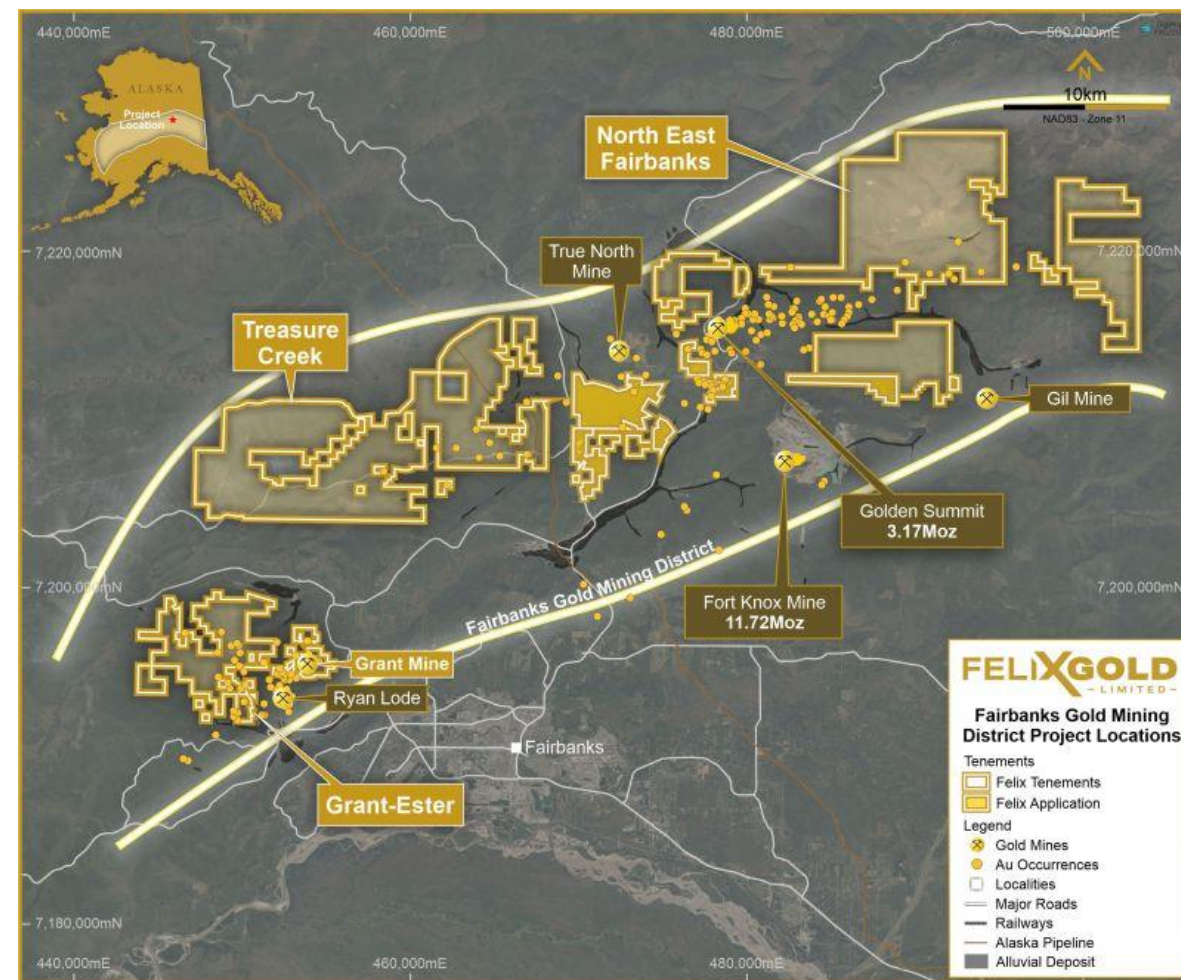 440,000mE
460,000mE
480,000mE
500,000mE
ALASKA
Project
Location
N
10km
NAD83 - Zone 11
North East
Fairbanks
True North
Mine
7,220,000mN
7,220,000mN
Treasure
Creek
Gil Mine
Golden Summit
3.17Moz
Fairbanks Gold Mining District
7,200,000mN
7,200,000mN
Fort Knox Mine
11.72Moz
Grant Mine
Ryan Lode
Fairbanks
Grant-Ester
FELIXGOLD
- LIMITED -
Fairbanks Gold Mining
District Project Locations
Tenements
Felix Tenements
Felix Application
Legend
Gold Mines
Au Occurrences
Localities
Major Roads
Railways
Alaska Pipeline
Alluvial Deposit
7,180,000mN
440,000mE
460,000mE
480,000mE